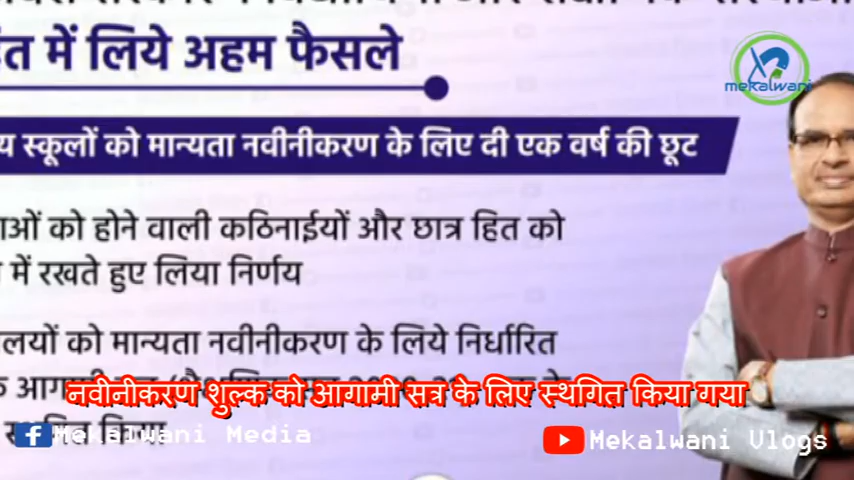 हित में लिये अहम फैसले
mekalwani
य स्कूलों को मान्यता नवीनीकरण के लिए दी एक वर्ष की छूट
ओं को होने वाली कठिनाईयों और छात्र हित को
में रखते हुए लिया निर्णय
लयों को मान्यता नवीनीकरण के लिये निर्धारित
नवीनीकरण शुल्क को आगामी सत्र के लिए स्थगित किया गया
Mekalwani Media
Mekalwani Vlogs